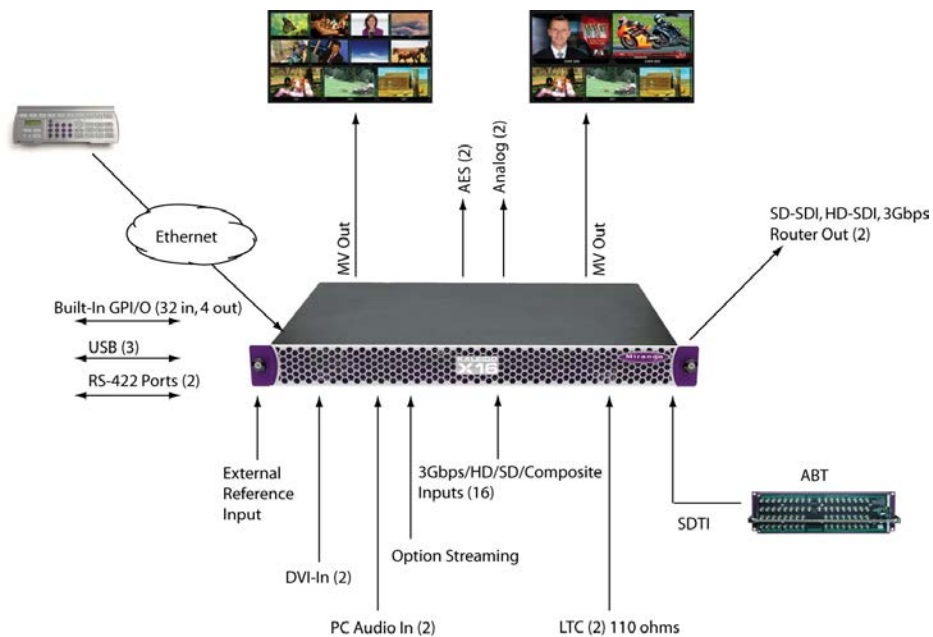 MV Out
AES (2)
Analog (2)
MV Out
SD-SDI, HD-SDI, 3Gbps
Router Out (2)
Ethernet
Built-In GPI/O (32 in, 4 out)
USB (3)
RS-422 Ports (2)
X16
Miranda
External
Reference
Input
3Gbps/HD/SD/Composite
Inputs (16)
ABT
SDTI
Option Streaming
DVI-In (2)
PC Audio In (2)
LTC (2) 110 ohms